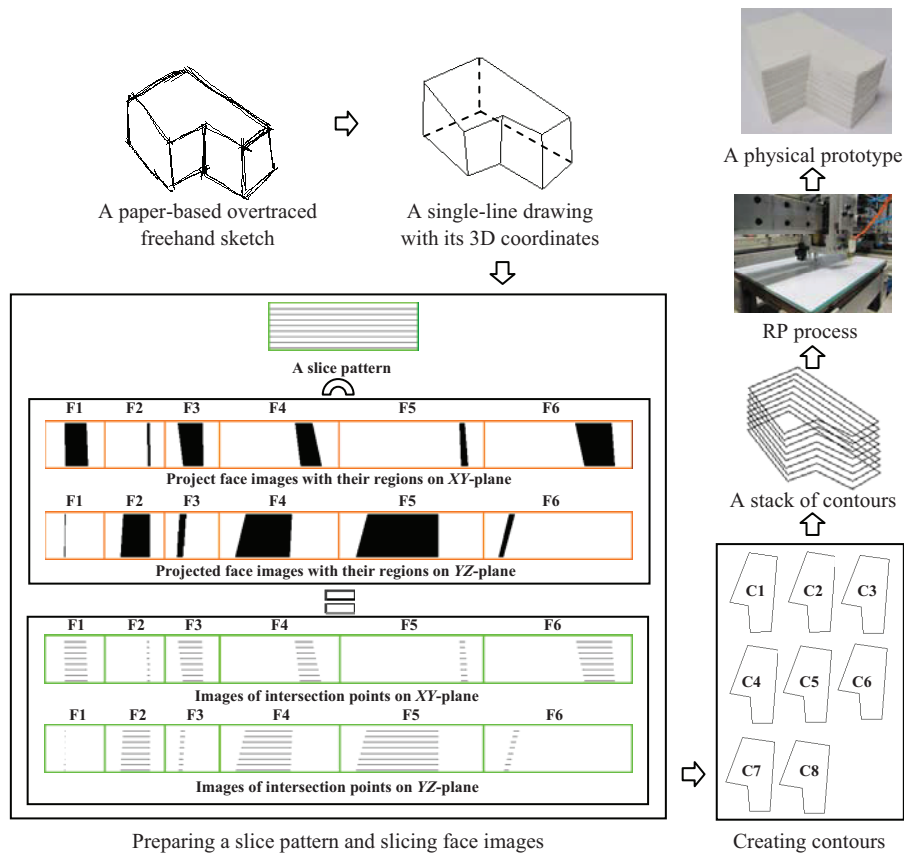 A paper-based overtraced
freehand sketch
A single-line drawing
with its 3D coordinates
A physical prototype
RP process
A stack of contours
A slice pattern
F1 F2 F3 F4 F5 F6
Project face images with their regions on XY-plane
F1 F2 F3 F4 F5 F6
Projected face images with their regions on YZ-plane
F1 F2 F3 F4 F5 F6
Images of intersection points on XY-plane
F1 F2 F3 F4 F5 F6
Images of intersection points on YZ-plane
Preparing a slice pattern and slicing face images
C1 C2 C3
C4 C5 C6
C7 C8
Creating contours